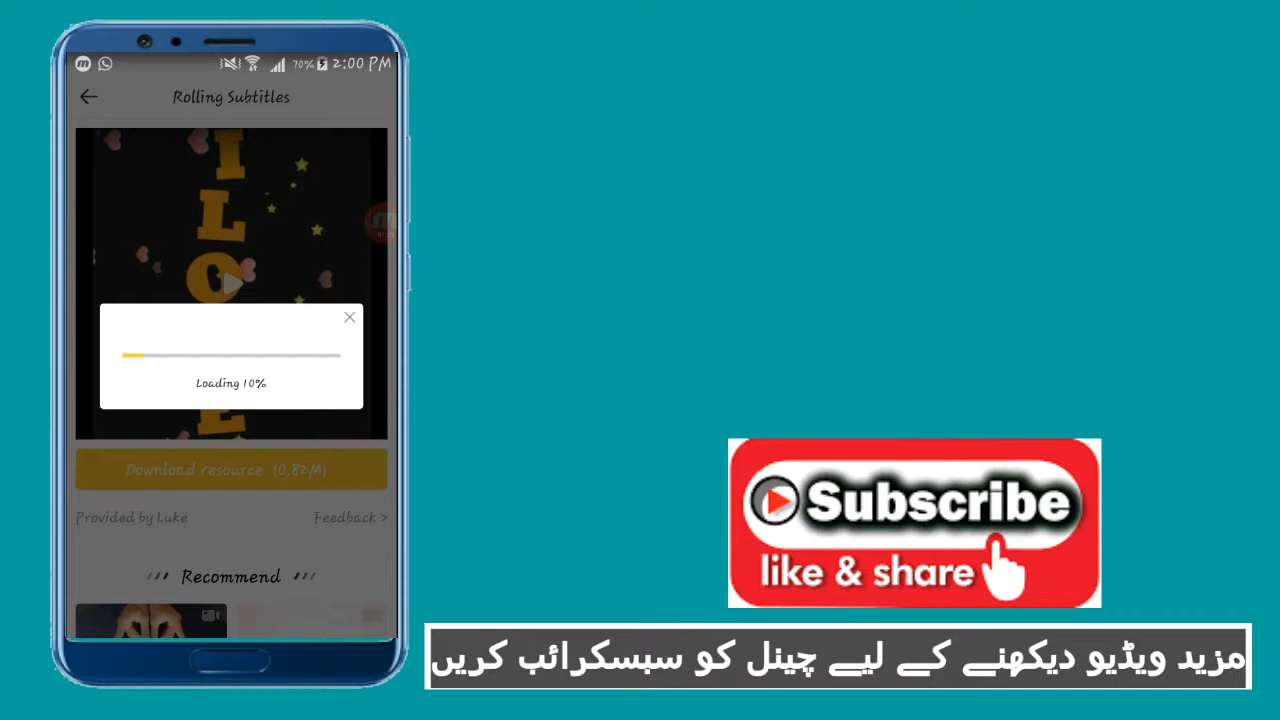 70% 2:00 PM
Rolling Subtitles
I
L
O
E
Loading 10%
Download resource (0.82M)
Provided by Luke
Feedback >
Recommend
Subscribe
like & share
مزید ویڈیو دیکھنے کے لیے چینل کو سبسکرائب کریں